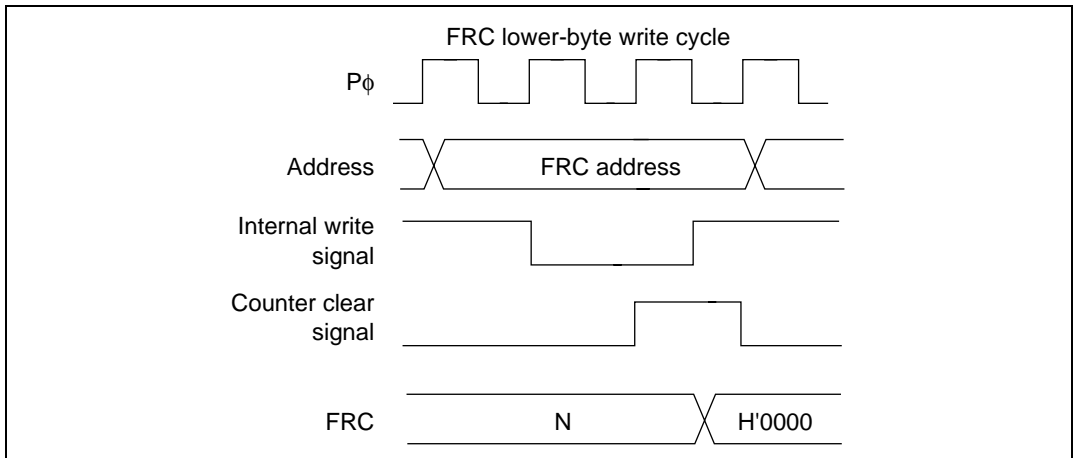 FRC lower-byte write cycle
Pϕ
Address
FRC address
Internal write
signal
Counter clear
signal
FRC
N
H'0000